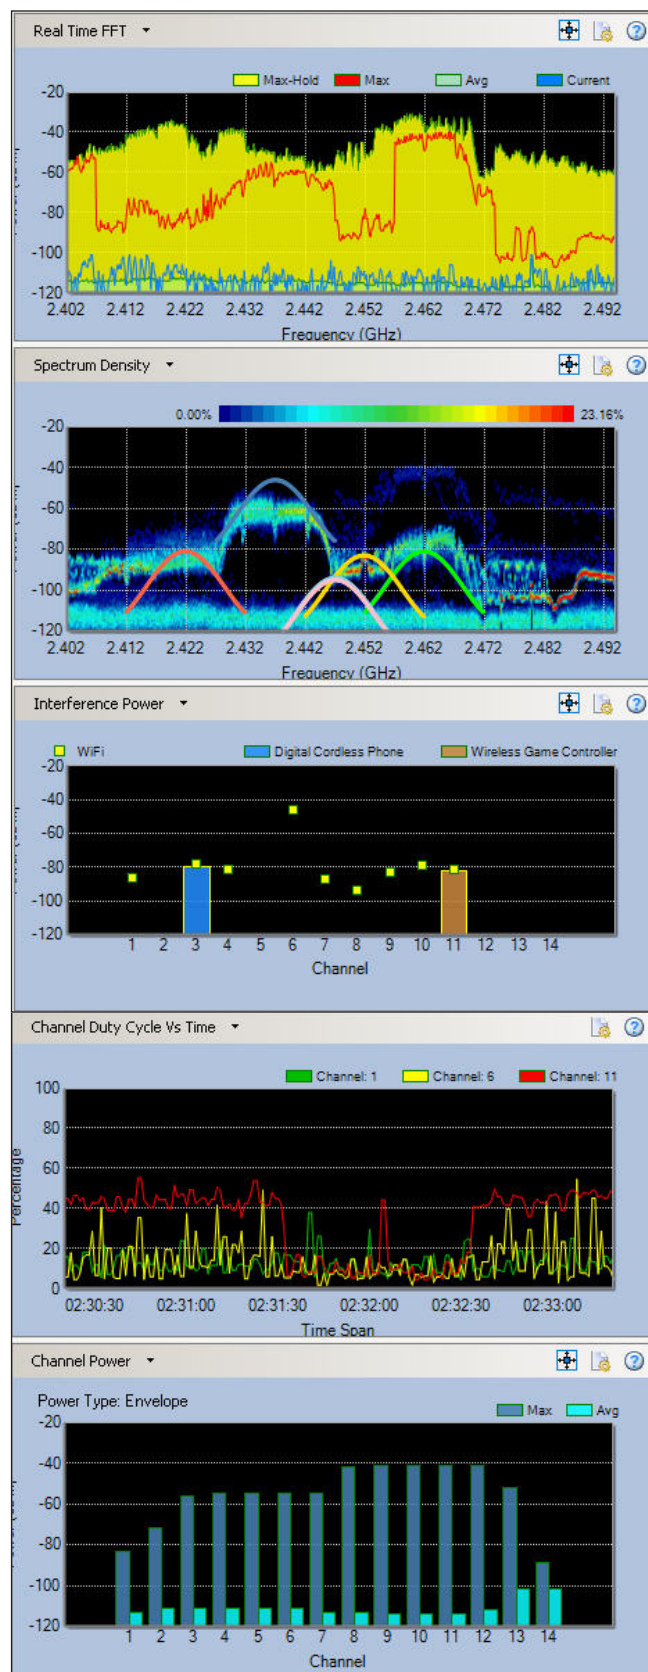 Real Time FFT
Max-Hold Max Avg Current
-20
-40
-60
-80
-100
-120
2.402 2.412 2.422 2.432 2.442 2.452 2.462 2.472 2.482 2.492
Frequency (GHz)
Spectrum Density
0.00% 23.16%
-20
-40
-60
-80
-100
-120
2.402 2.412 2.422 2.432 2.442 2.452 2.462 2.472 2.482 2.492
Frequency (GHz)
Interference Power
WiFi Digital Cordless Phone Wireless Game Controller
-20
-40
-60
-80
-100
-120
1 2 3 4 5 6 7 8 9 10 11 12 13 14
Channel
Channel Duty Cycle Vs Time
Channel: 1 Channel: 6 Channel: 11
100
80
60
40
20
0
Percentage
02:30:30 02:31:00 02:31:30 02:32:00 02:32:30 02:33:00
Time Span
Channel Power
Power Type: Envelope
Max Avg
-20
-40
-60
-80
-100
-120
1 2 3 4 5 6 7 8 9 10 11 12 13 14
Channel